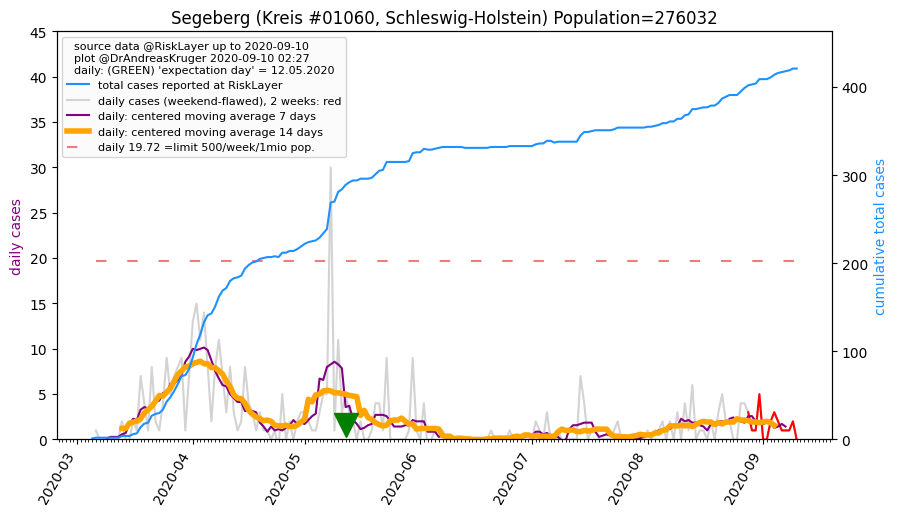 Segeberg (Kreis #01060, Schleswig-Holstein) Population=276032
source data @RiskLayer up to 2020-09-10
plot @DrAndreasKruger 2020-09-10 02:27
daily: (GREEN) 'expectation day' = 12.05.2020
total cases reported at RiskLayer
daily cases (weekend-flawed), 2 weeks: red
daily: centered moving average 7 days
daily: centered moving average 14 days
daily 19.72 =limit 500/week/1mio pop.
daily cases
45
40
35
30
25
20
15
10
5
0
400
300
200
100
0
cumulative total cases
2020-03
2020-04
2020-05
2020-06
2020-07
2020-08
2020-09